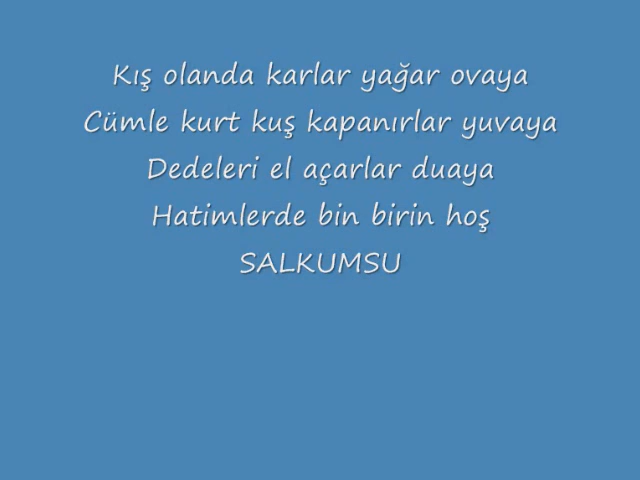 Kış olanda karlar yağar ovaya
Cümle kurt kuş kapanırlar yuvaya
Dedeleri el açarlar duaya
Hatimlerde bin birin hoş
SALKUMSU